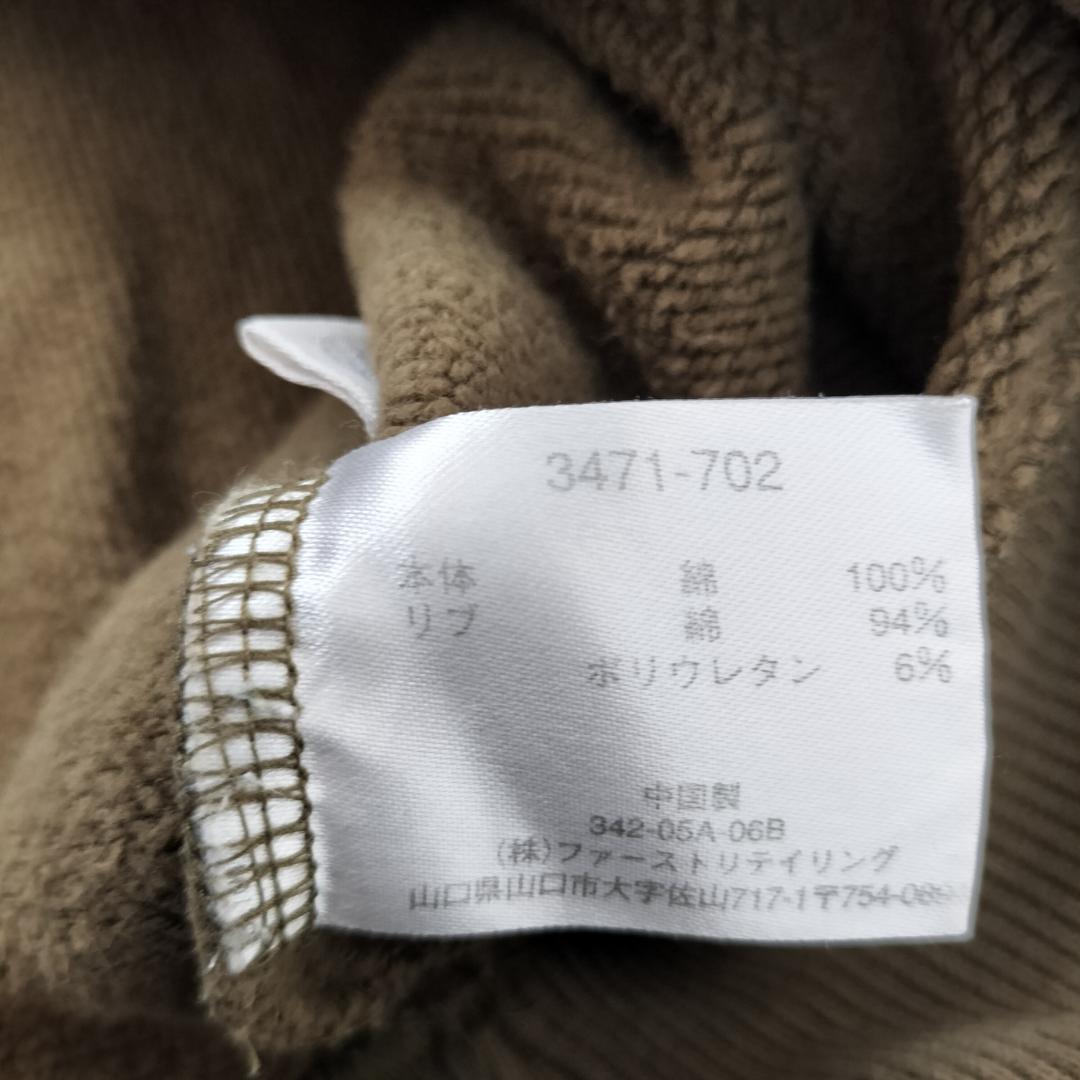 3471-702
本体 綿 100%
リブ 綿 94%
ポリウレタン 6%
中国製
342-05A-06B
(株)ファーストリテイリング
山口県山口市大字佐山717-1〒754-089